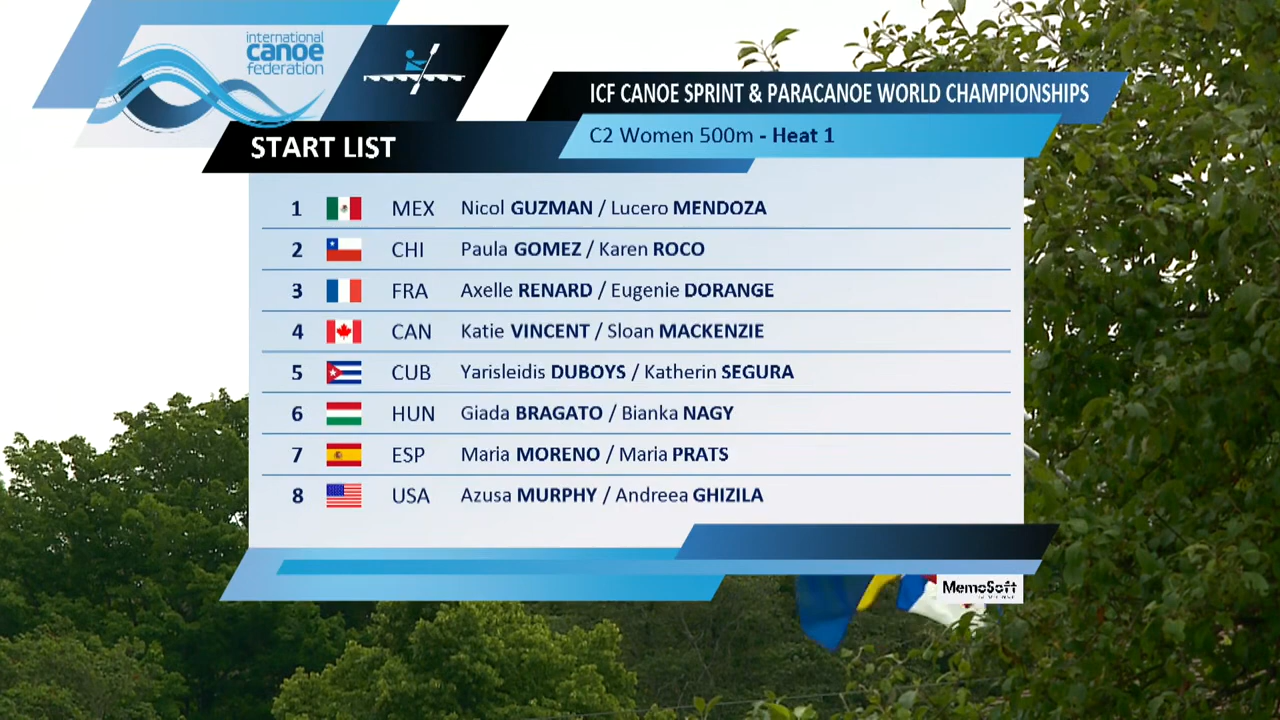 international
canoe
federation
ICF CANOE SPRINT & PARACANOE WORLD CHAMPIONSHIPS
C2 Women 500m - Heat 1
START LIST
1 MEX Nicol GUZMAN / Lucero MENDOZA
2 CHI Paula GOMEZ / Karen ROCO
3 FRA Axelle RENARD / Eugenie DORANGE
4 CAN Katie VINCENT / Sloan MACKENZIE
5 CUB Yarisleidis DUBOYS / Katherin SEGURA
6 HUN Giada BRAGATO / Bianka NAGY
7 ESP Maria MORENO / Maria PRATS
8 USA Azusa MURPHY / Andreea GHIZILA
MemoSoft